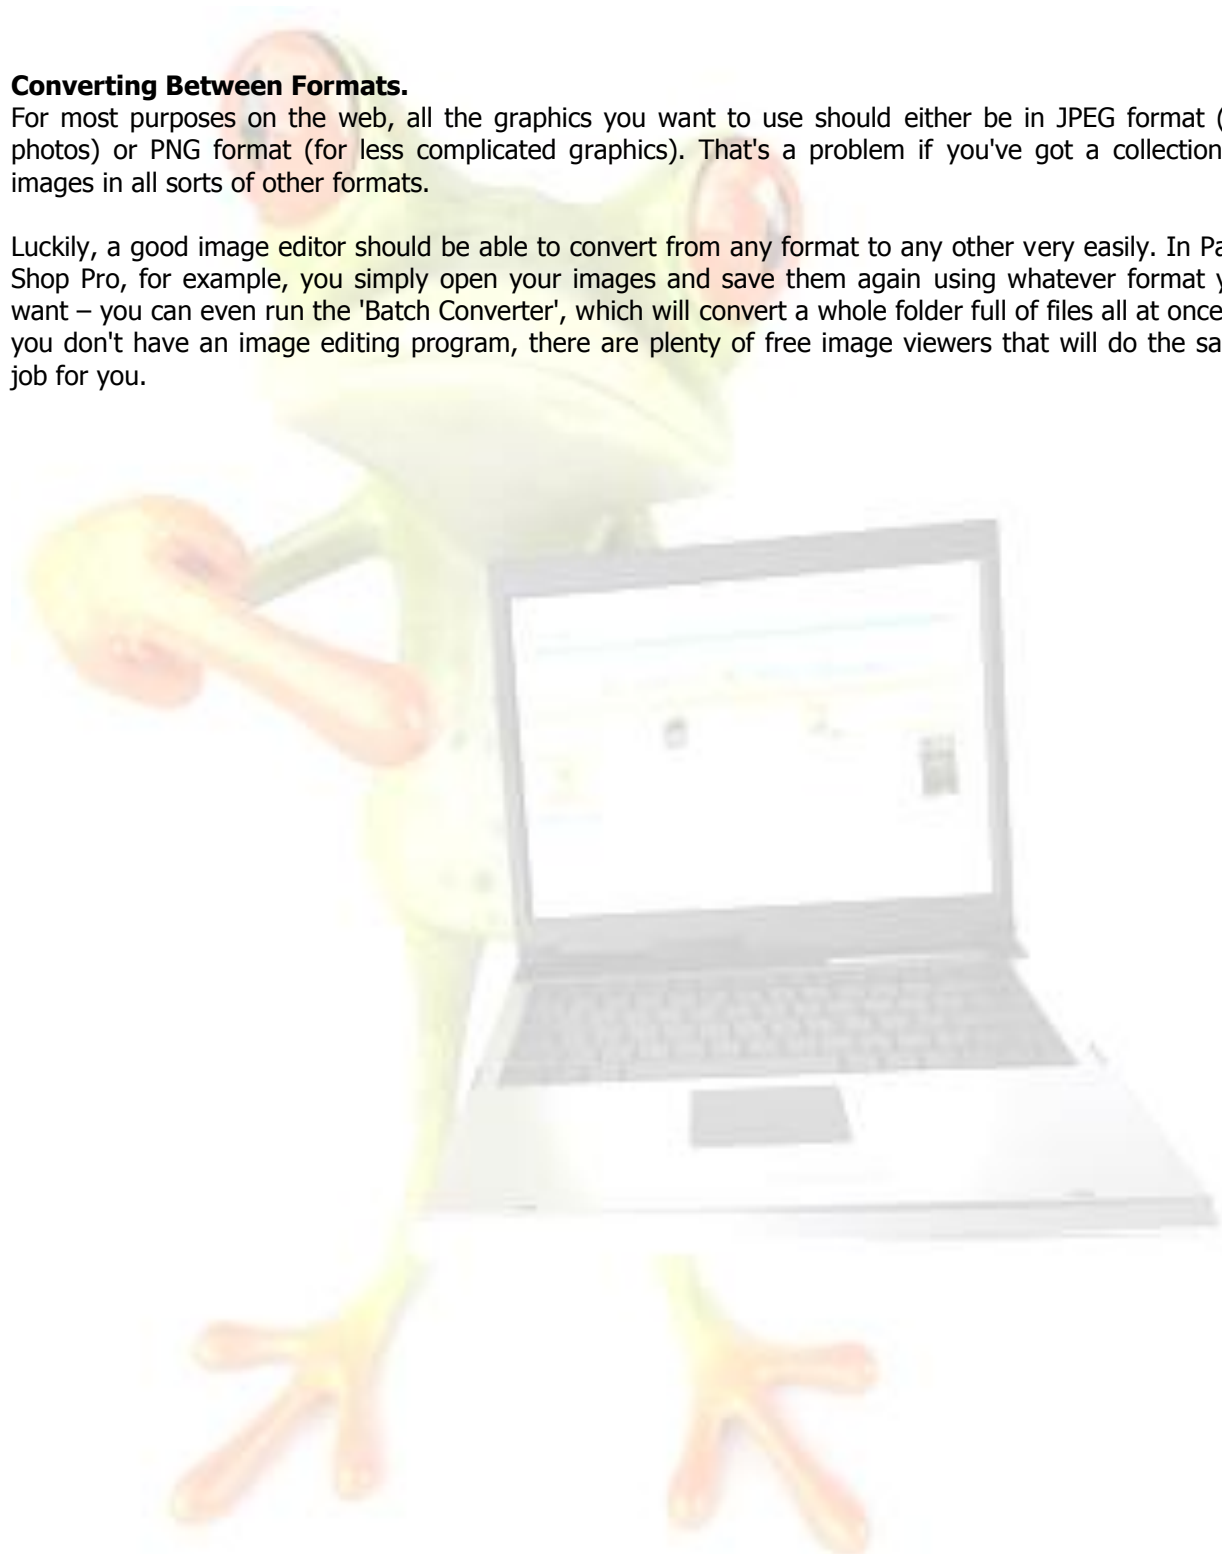 Converting Between Formats.
For most purposes on the web, all the graphics you want to use should either be in JPEG format (
photos) or PNG format (for less complicated graphics). That's a problem if you've got a collection
images in all sorts of other formats.
Luckily, a good image editor should be able to convert from any format to any other very easily. In Pa
Shop Pro, for example, you simply open your images and save them again using whatever format y
want – you can even run the 'Batch Converter', which will convert a whole folder full of files all at once
you don't have an image editing program, there are plenty of free image viewers that will do the sa
job for you.